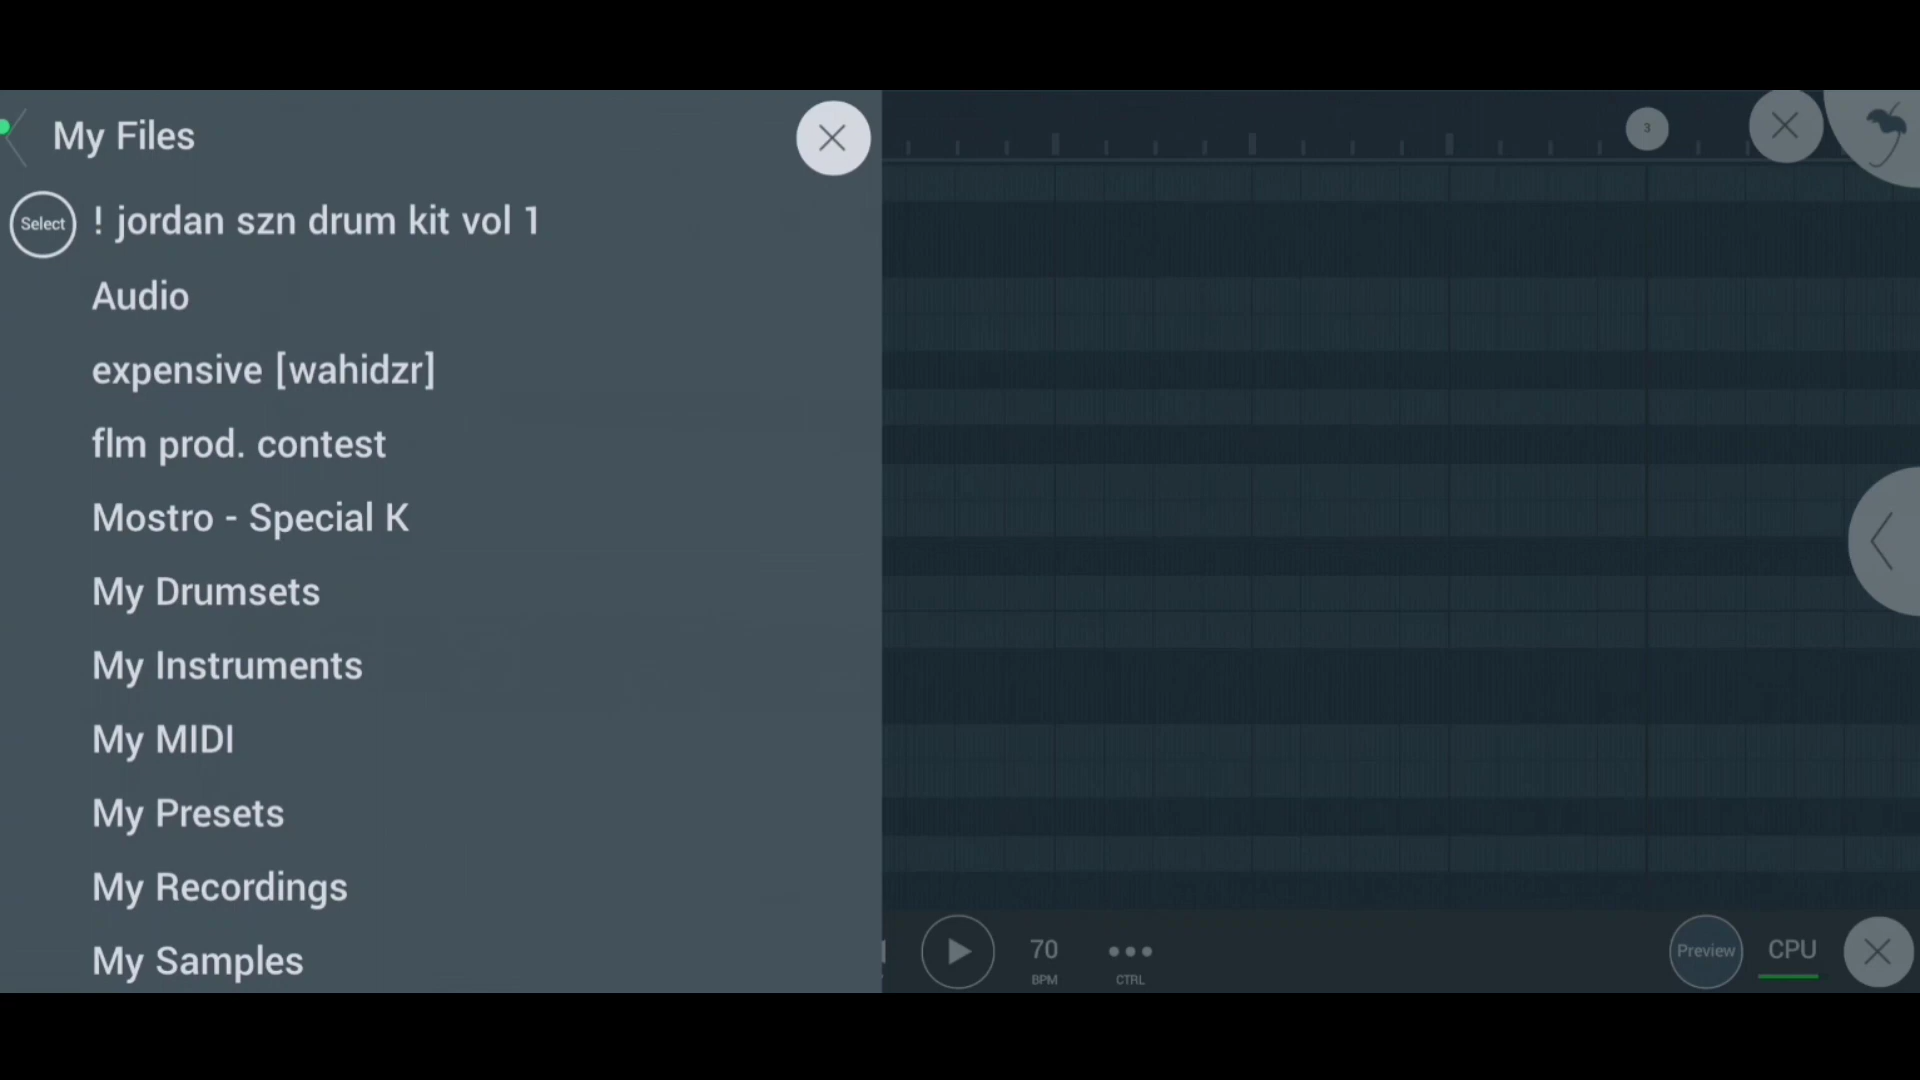 My Files
3
Select
! jordan szn drum kit vol 1
Audio
expensive [wahidzr]
flm prod. contest
Mostro - Special K
My Drumsets
My Instruments
My MIDI
My Presets
My Recordings
My Samples
70
BPM
CTRL
Preview
CPU